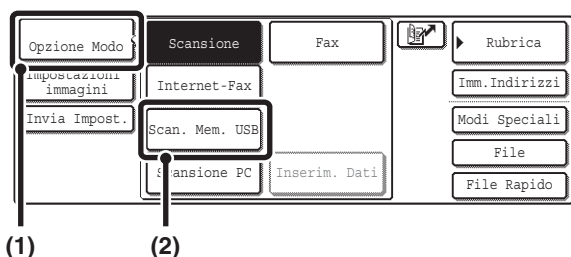 Opzione Modo
Scansione
Fax
Rubrica
Impostazioni
immagini
Internet-Fax
Imm.Indirizzi
Invia Impost.
Scan. Mem. USB
Modi Speciali
File
Scansione PC
Inserim. Dati
File Rapido
(1)
(2)